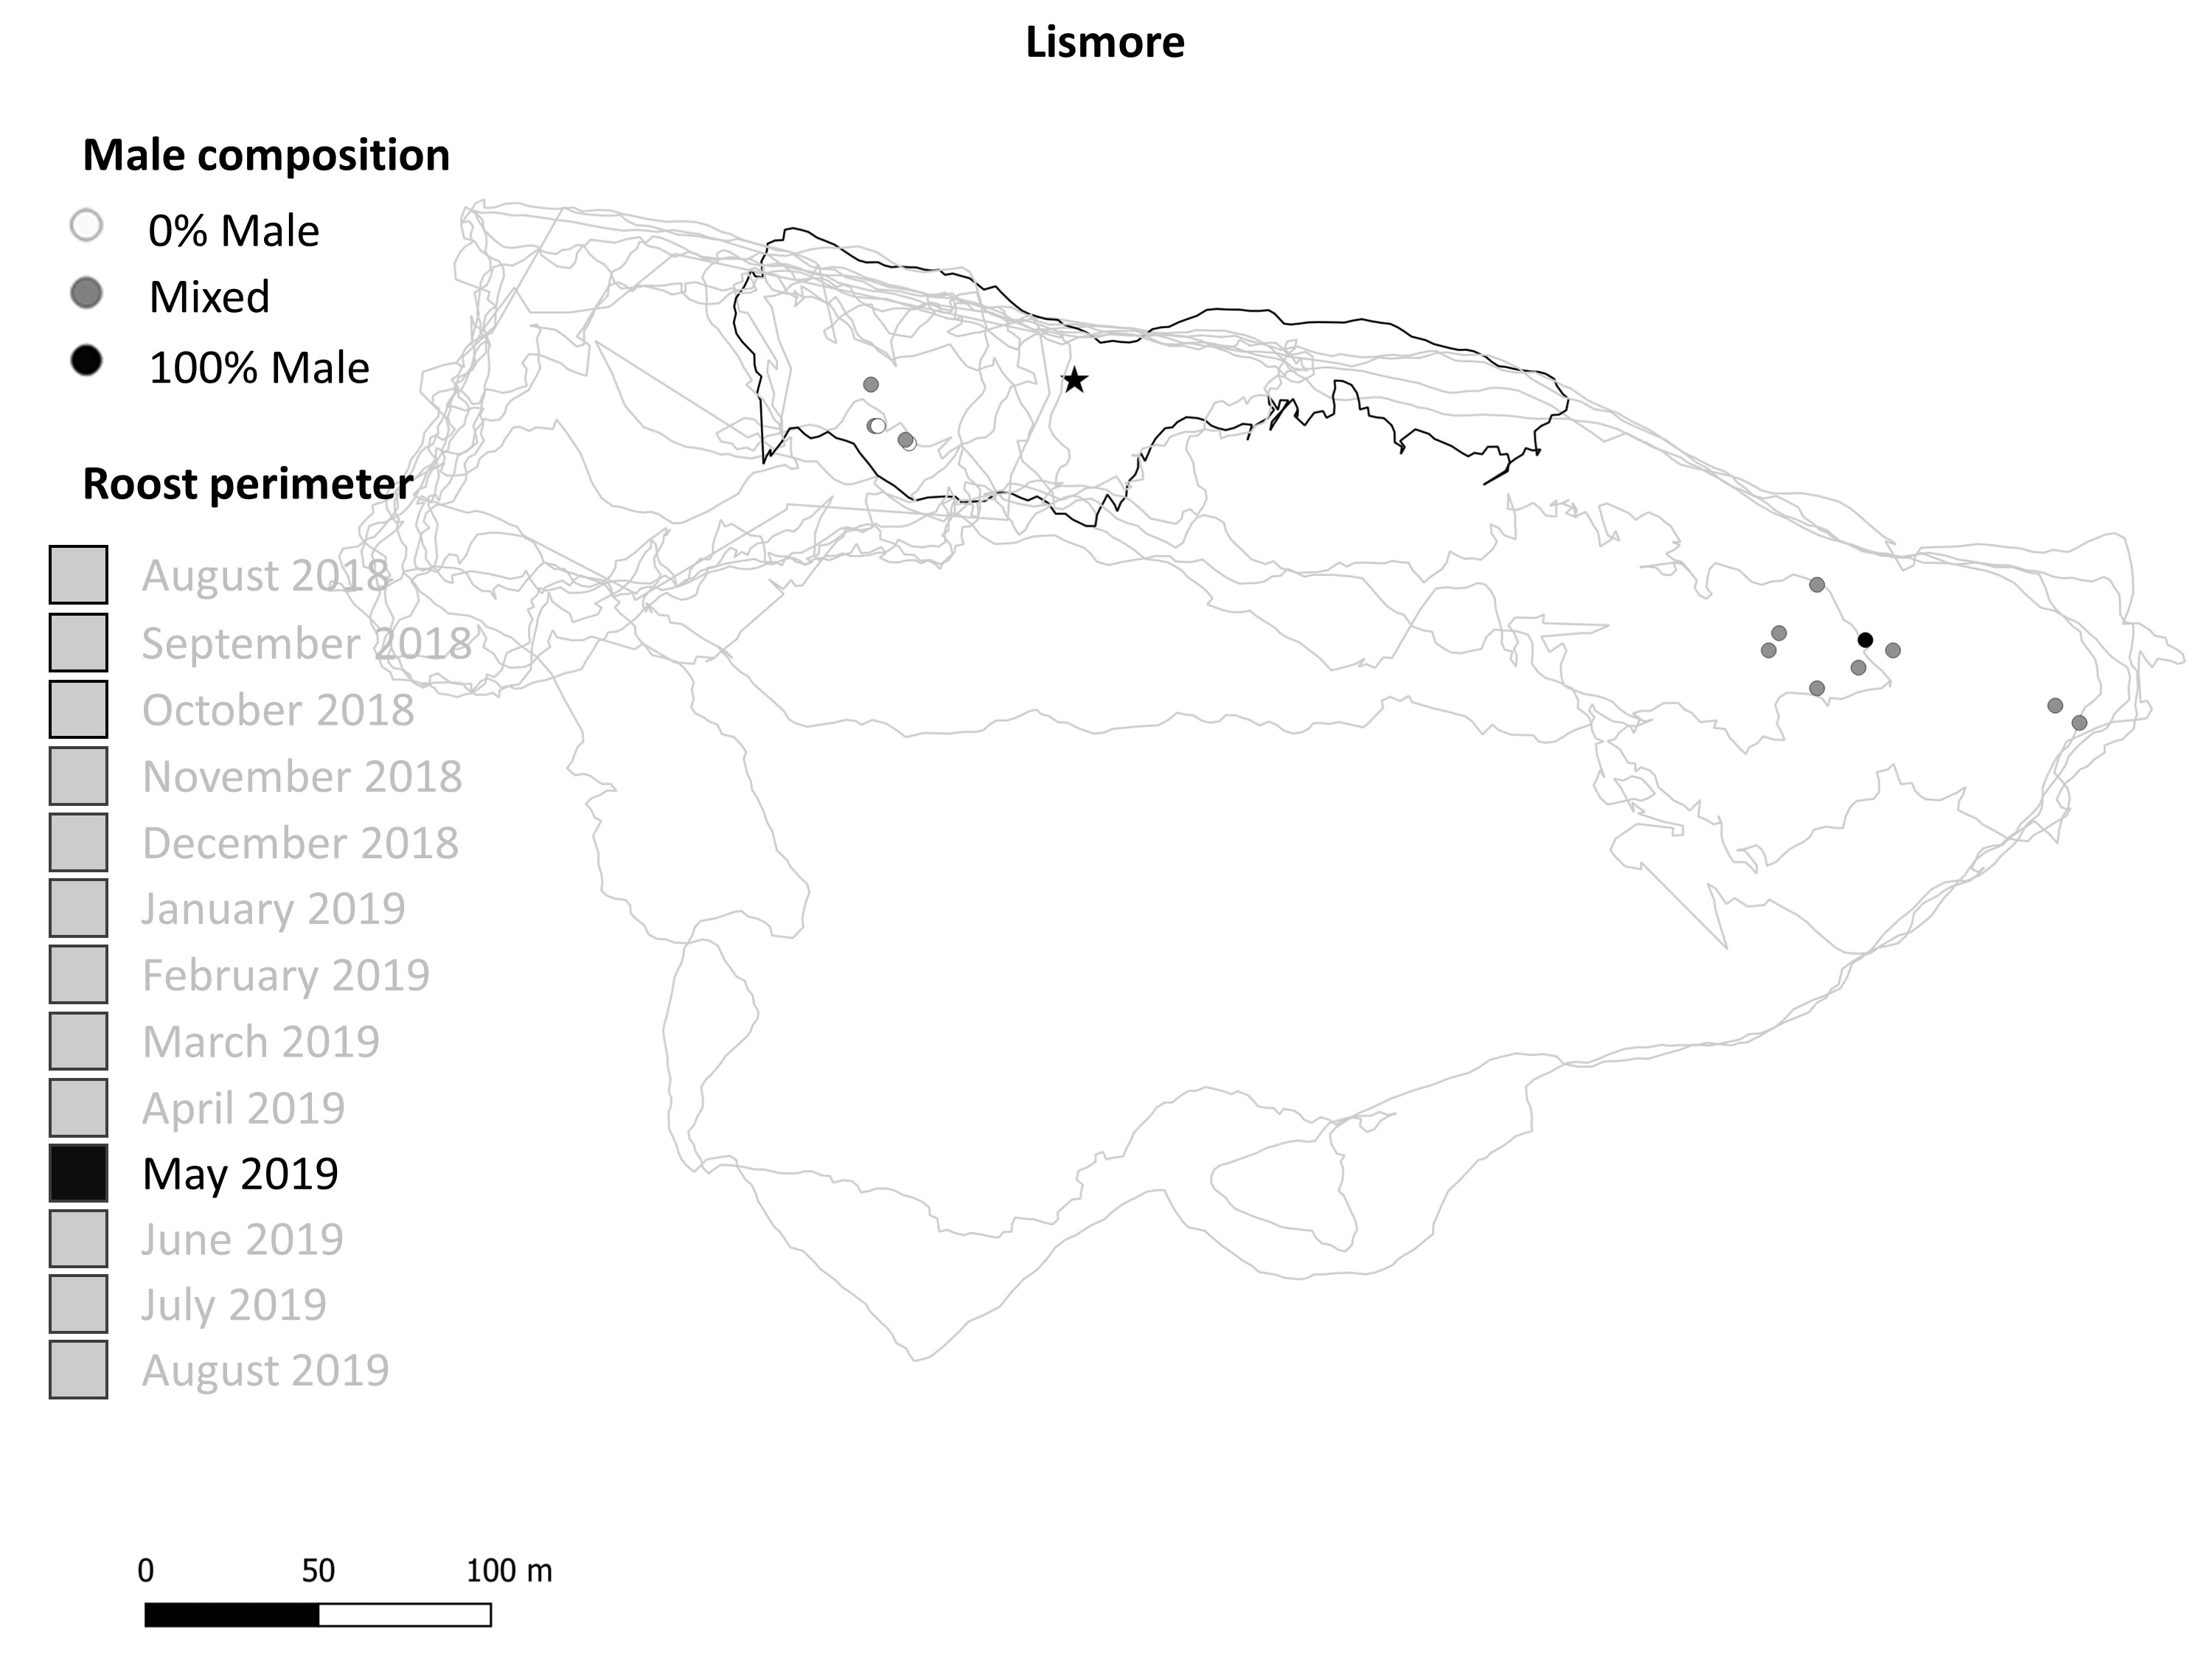 Lismore
Male composition
0% Male
Mixed
100% Male
Roost perimeter
August 2018
September 2018
October 2018
November 2018
December 2018
January 2019
February 2019
March 2019
April 2019
May 2019
June 2019
July 2019
August 2019
0 50 100 m